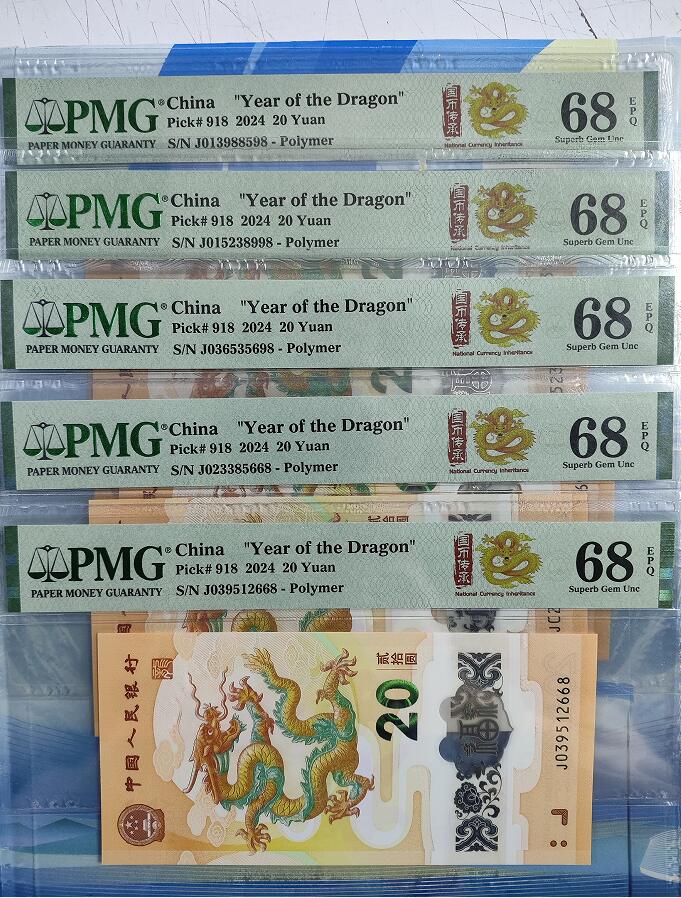 PMG® China "Year of the Dragon"
Pick# 918 2024 20 Yuan
PAPER MONEY GUARANTY S/N J013988598 - Polymer
国币传承
National Currency Inheritance
68 EPQ
Superb Gem Unc
PMG® China "Year of the Dragon"
Pick# 918 2024 20 Yuan
PAPER MONEY GUARANTY S/N J015238998 - Polymer
国币传承
National Currency Inheritance
68 EPQ
Superb Gem Unc
PMG® China "Year of the Dragon"
Pick# 918 2024 20 Yuan
PAPER MONEY GUARANTY S/N J036535698 - Polymer
国币传承
National Currency Inheritance
68 EPQ
Superb Gem Unc
PMG® China "Year of the Dragon"
Pick# 918 2024 20 Yuan
PAPER MONEY GUARANTY S/N J023385668 - Polymer
国币传承
National Currency Inheritance
68 EPQ
Superb Gem Unc
贰拾圆
PMG® China "Year of the Dragon"
Pick# 918 2024 20 Yuan
PAPER MONEY GUARANTY S/N J039512668 - Polymer
国币传承
National Currency Inheritance
68 EPQ
Superb Gem Unc
中国人民银行
贰拾圆
20
福
J039512668